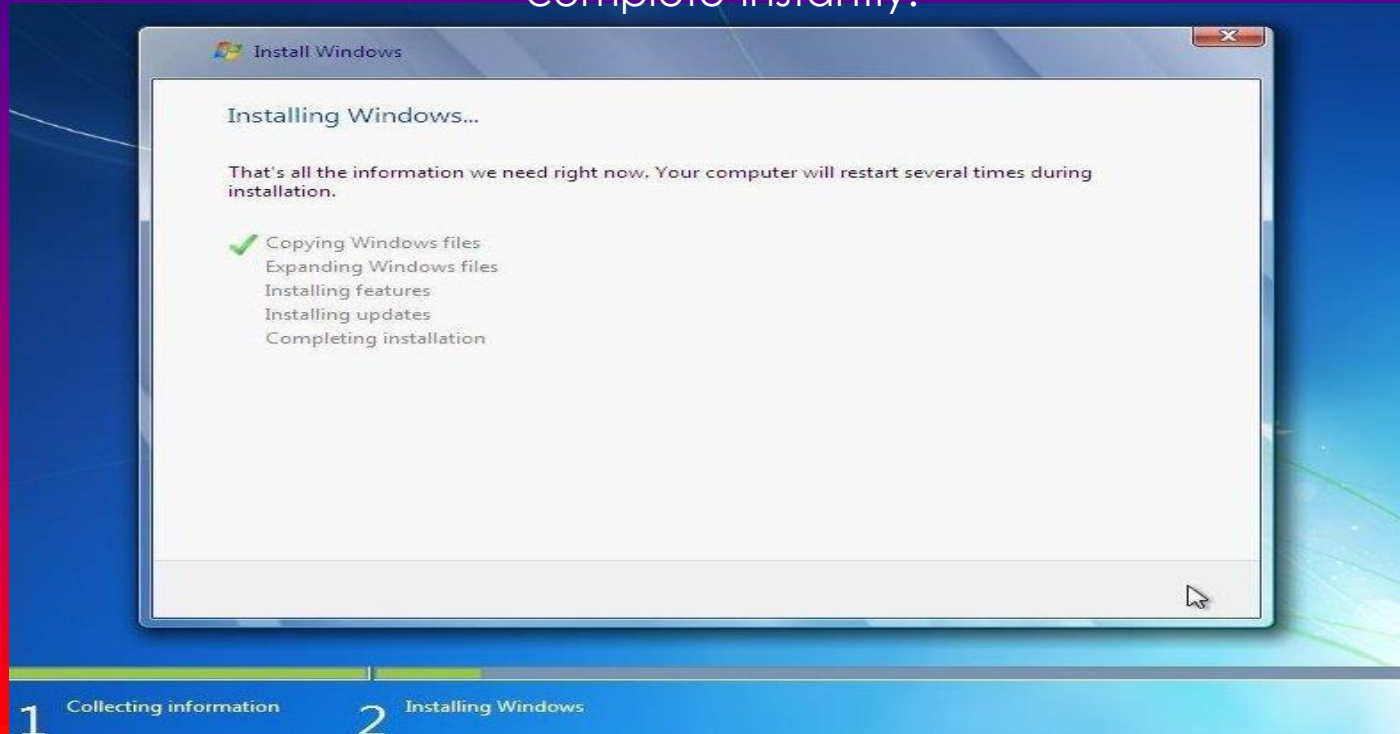 complete instantly.
Install Windows
Installing Windows...
That's all the information we need right now. Your computer will restart several times during
installation.
Copying Windows files
Expanding Windows files
Installing features
Installing updates
Completing installation
1 Collecting information
2 Installing Windows